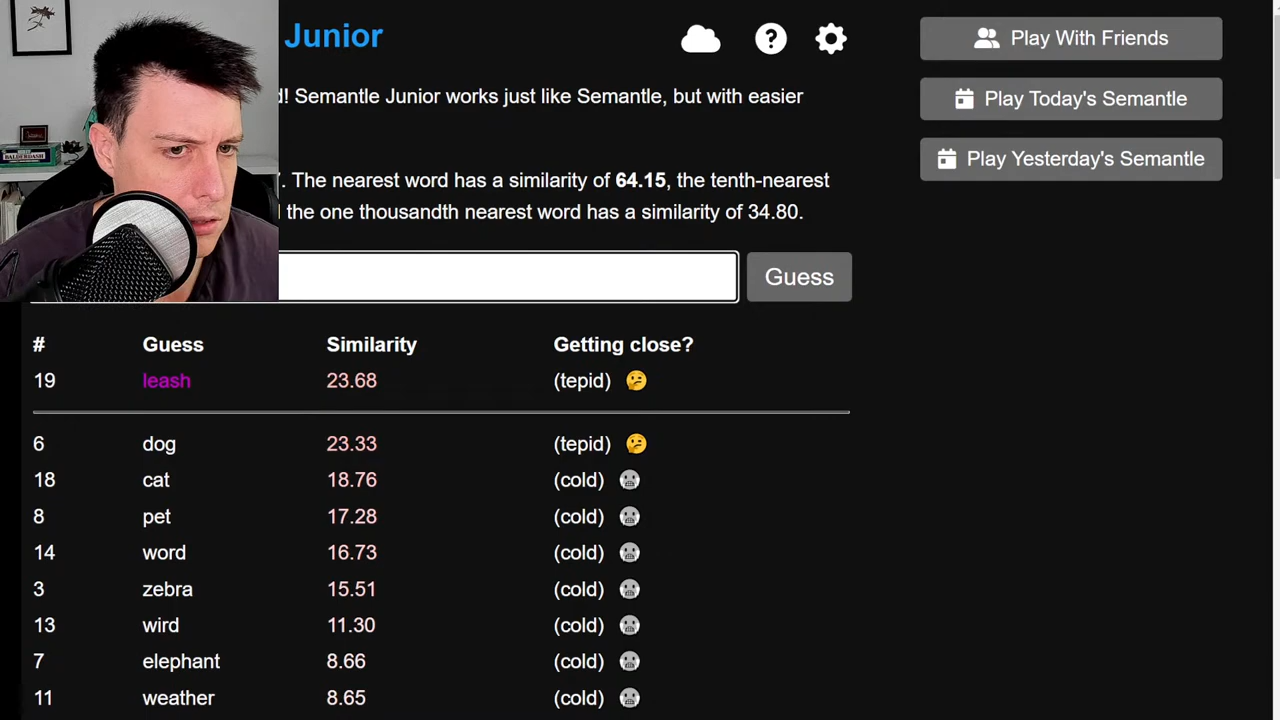 Junior
Play With Friends
Play Today's Semantle
Play Yesterday's Semantle
! Semantle Junior works just like Semantle, but with easier
. The nearest word has a similarity of 64.15, the tenth-nearest
the one thousandth nearest word has a similarity of 34.80.
Guess
# Guess Similarity Getting close?
19 leash 23.68 (tepid)
6 dog 23.33 (tepid)
18 cat 18.76 (cold)
8 pet 17.28 (cold)
14 word 16.73 (cold)
3 zebra 15.51 (cold)
13 wird 11.30 (cold)
7 elephant 8.66 (cold)
11 weather 8.65 (cold)
BALDERDASH